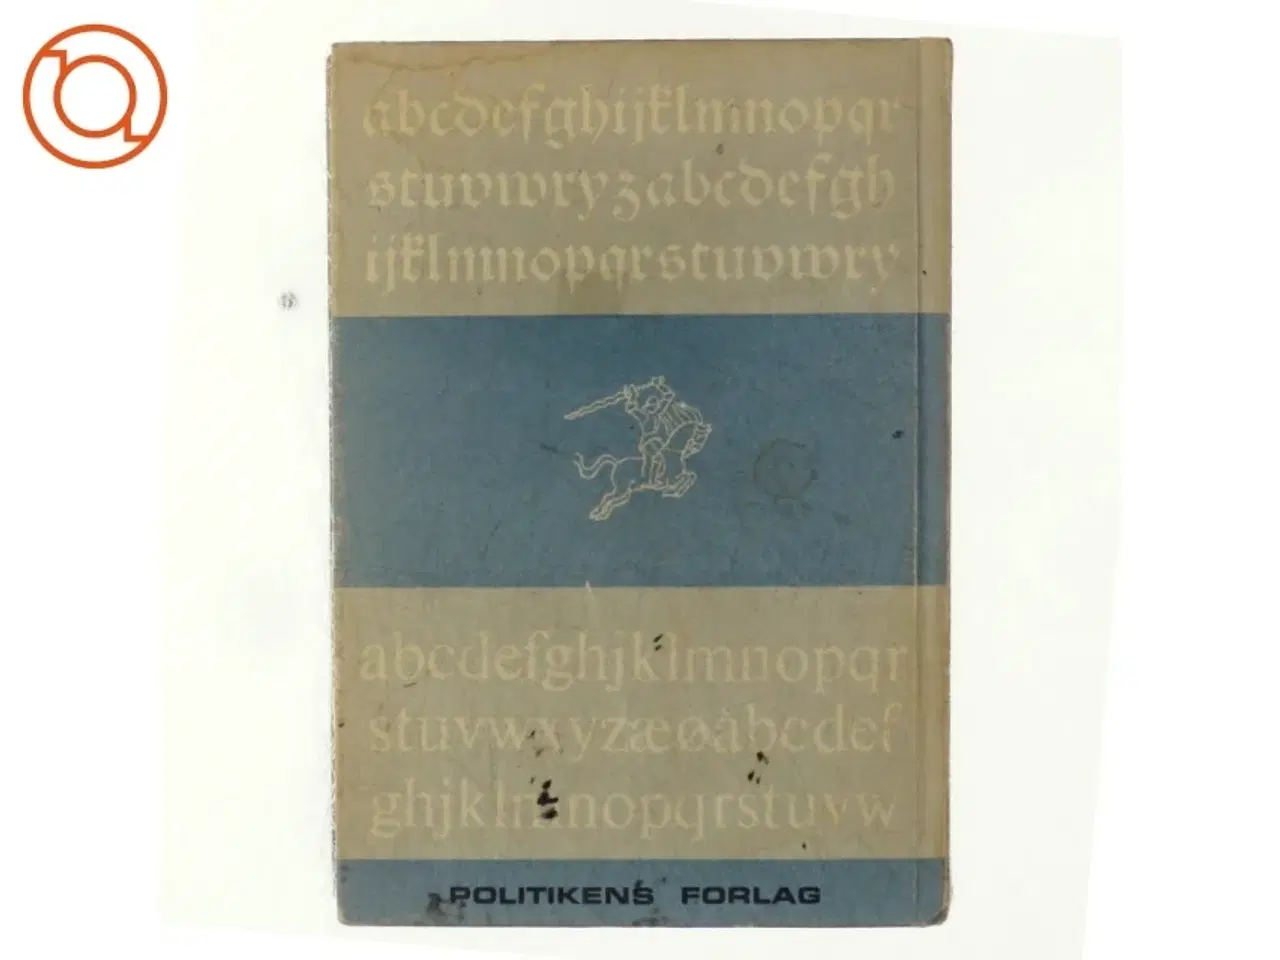 abcdefghijklmnopqr
stuvwxyzabcdefgh
ijklmnopqrstuvwxy
abcdefghjklmnopqr
stuvwxyzæøåbcdef
ghjklmnopqrstuvw
POLITIKENS FORLAG